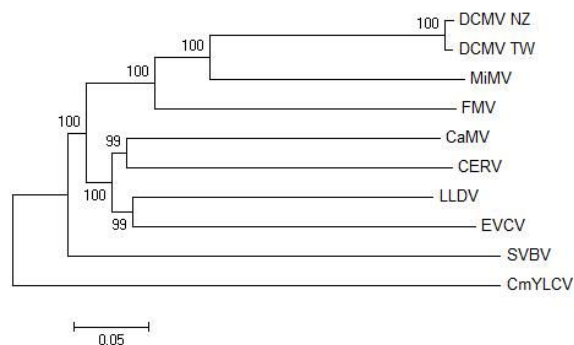 100
DCMV NZ
DCMV TW
100
MiMV
100
FMV
100
99
CaMV
CERV
100
LLDV
99
EVCV
SVBV
CmYLCV
0.05